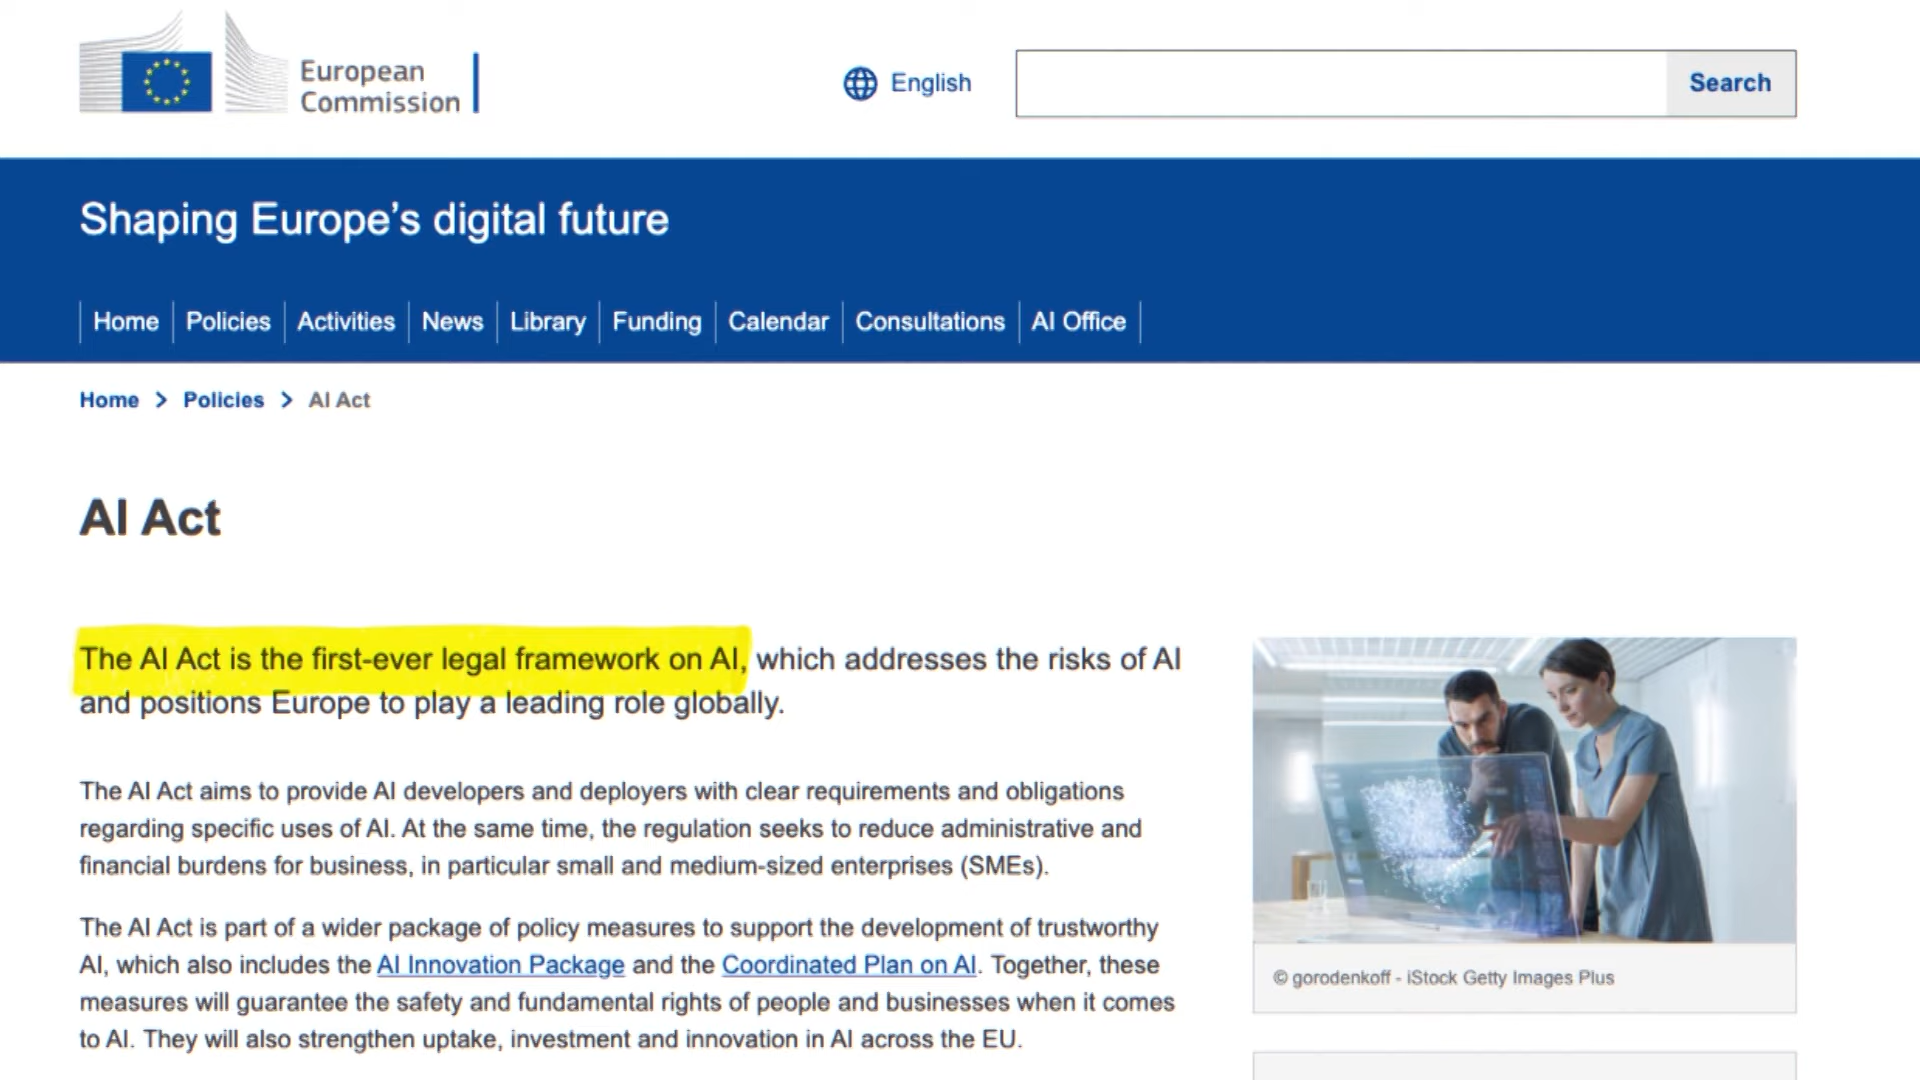 European
Commission
English
Search
Shaping Europe’s digital future
Home
Policies
Activities
News
Library
Funding
Calendar
Consultations
AI Office
Home > Policies > AI Act
AI Act
The AI Act is the first-ever legal framework on AI, which addresses the risks of AI
and positions Europe to play a leading role globally.
The AI Act aims to provide AI developers and deployers with clear requirements and obligations
regarding specific uses of AI. At the same time, the regulation seeks to reduce administrative and
financial burdens for business, in particular small and medium-sized enterprises (SMEs).
The AI Act is part of a wider package of policy measures to support the development of trustworthy
AI, which also includes the AI Innovation Package and the Coordinated Plan on AI. Together, these
measures will guarantee the safety and fundamental rights of people and businesses when it comes
to AI. They will also strengthen uptake, investment and innovation in AI across the EU.
© gorodenkoff - iStock Getty Images Plus